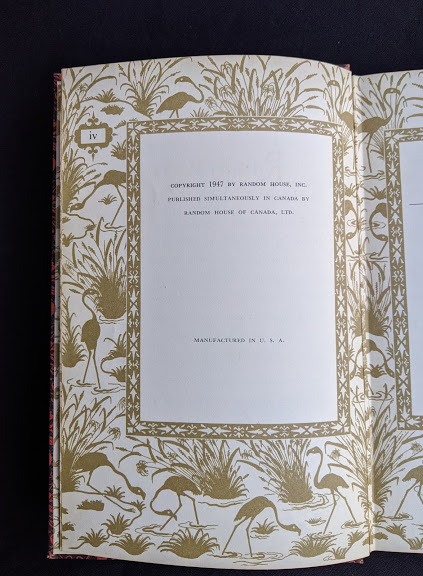 iv
COPYRIGHT 1947 BY RANDOM HOUSE, INC.
PUBLISHED SIMULTANEOUSLY IN CANADA BY
RANDOM HOUSE OF CANADA, LTD.
MANUFACTURED IN U. S. A.